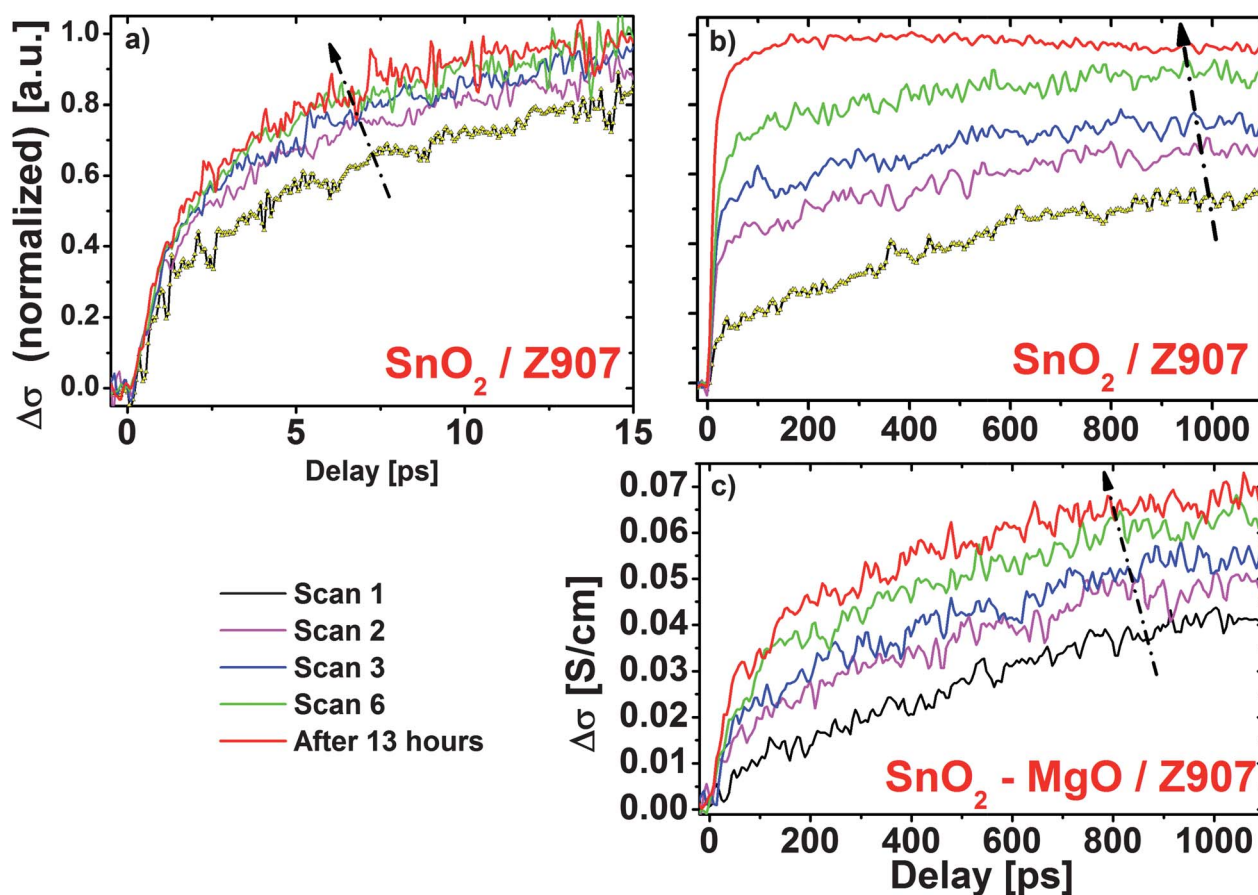 a)
Δσ (normalized) [a.u.]
1.0
0.8
0.6
0.4
0.2
0.0
SnO₂ / Z907
0 5 10 15
Delay [ps]
b)
SnO₂ / Z907
0 200 400 600 800 1000
c)
Δσ [S/cm]
0.07
0.06
0.05
0.04
0.03
0.02
0.01
0.00
SnO₂ - MgO / Z907
0 200 400 600 800 1000
Delay [ps]
Scan 1
Scan 2
Scan 3
Scan 6
After 13 hours